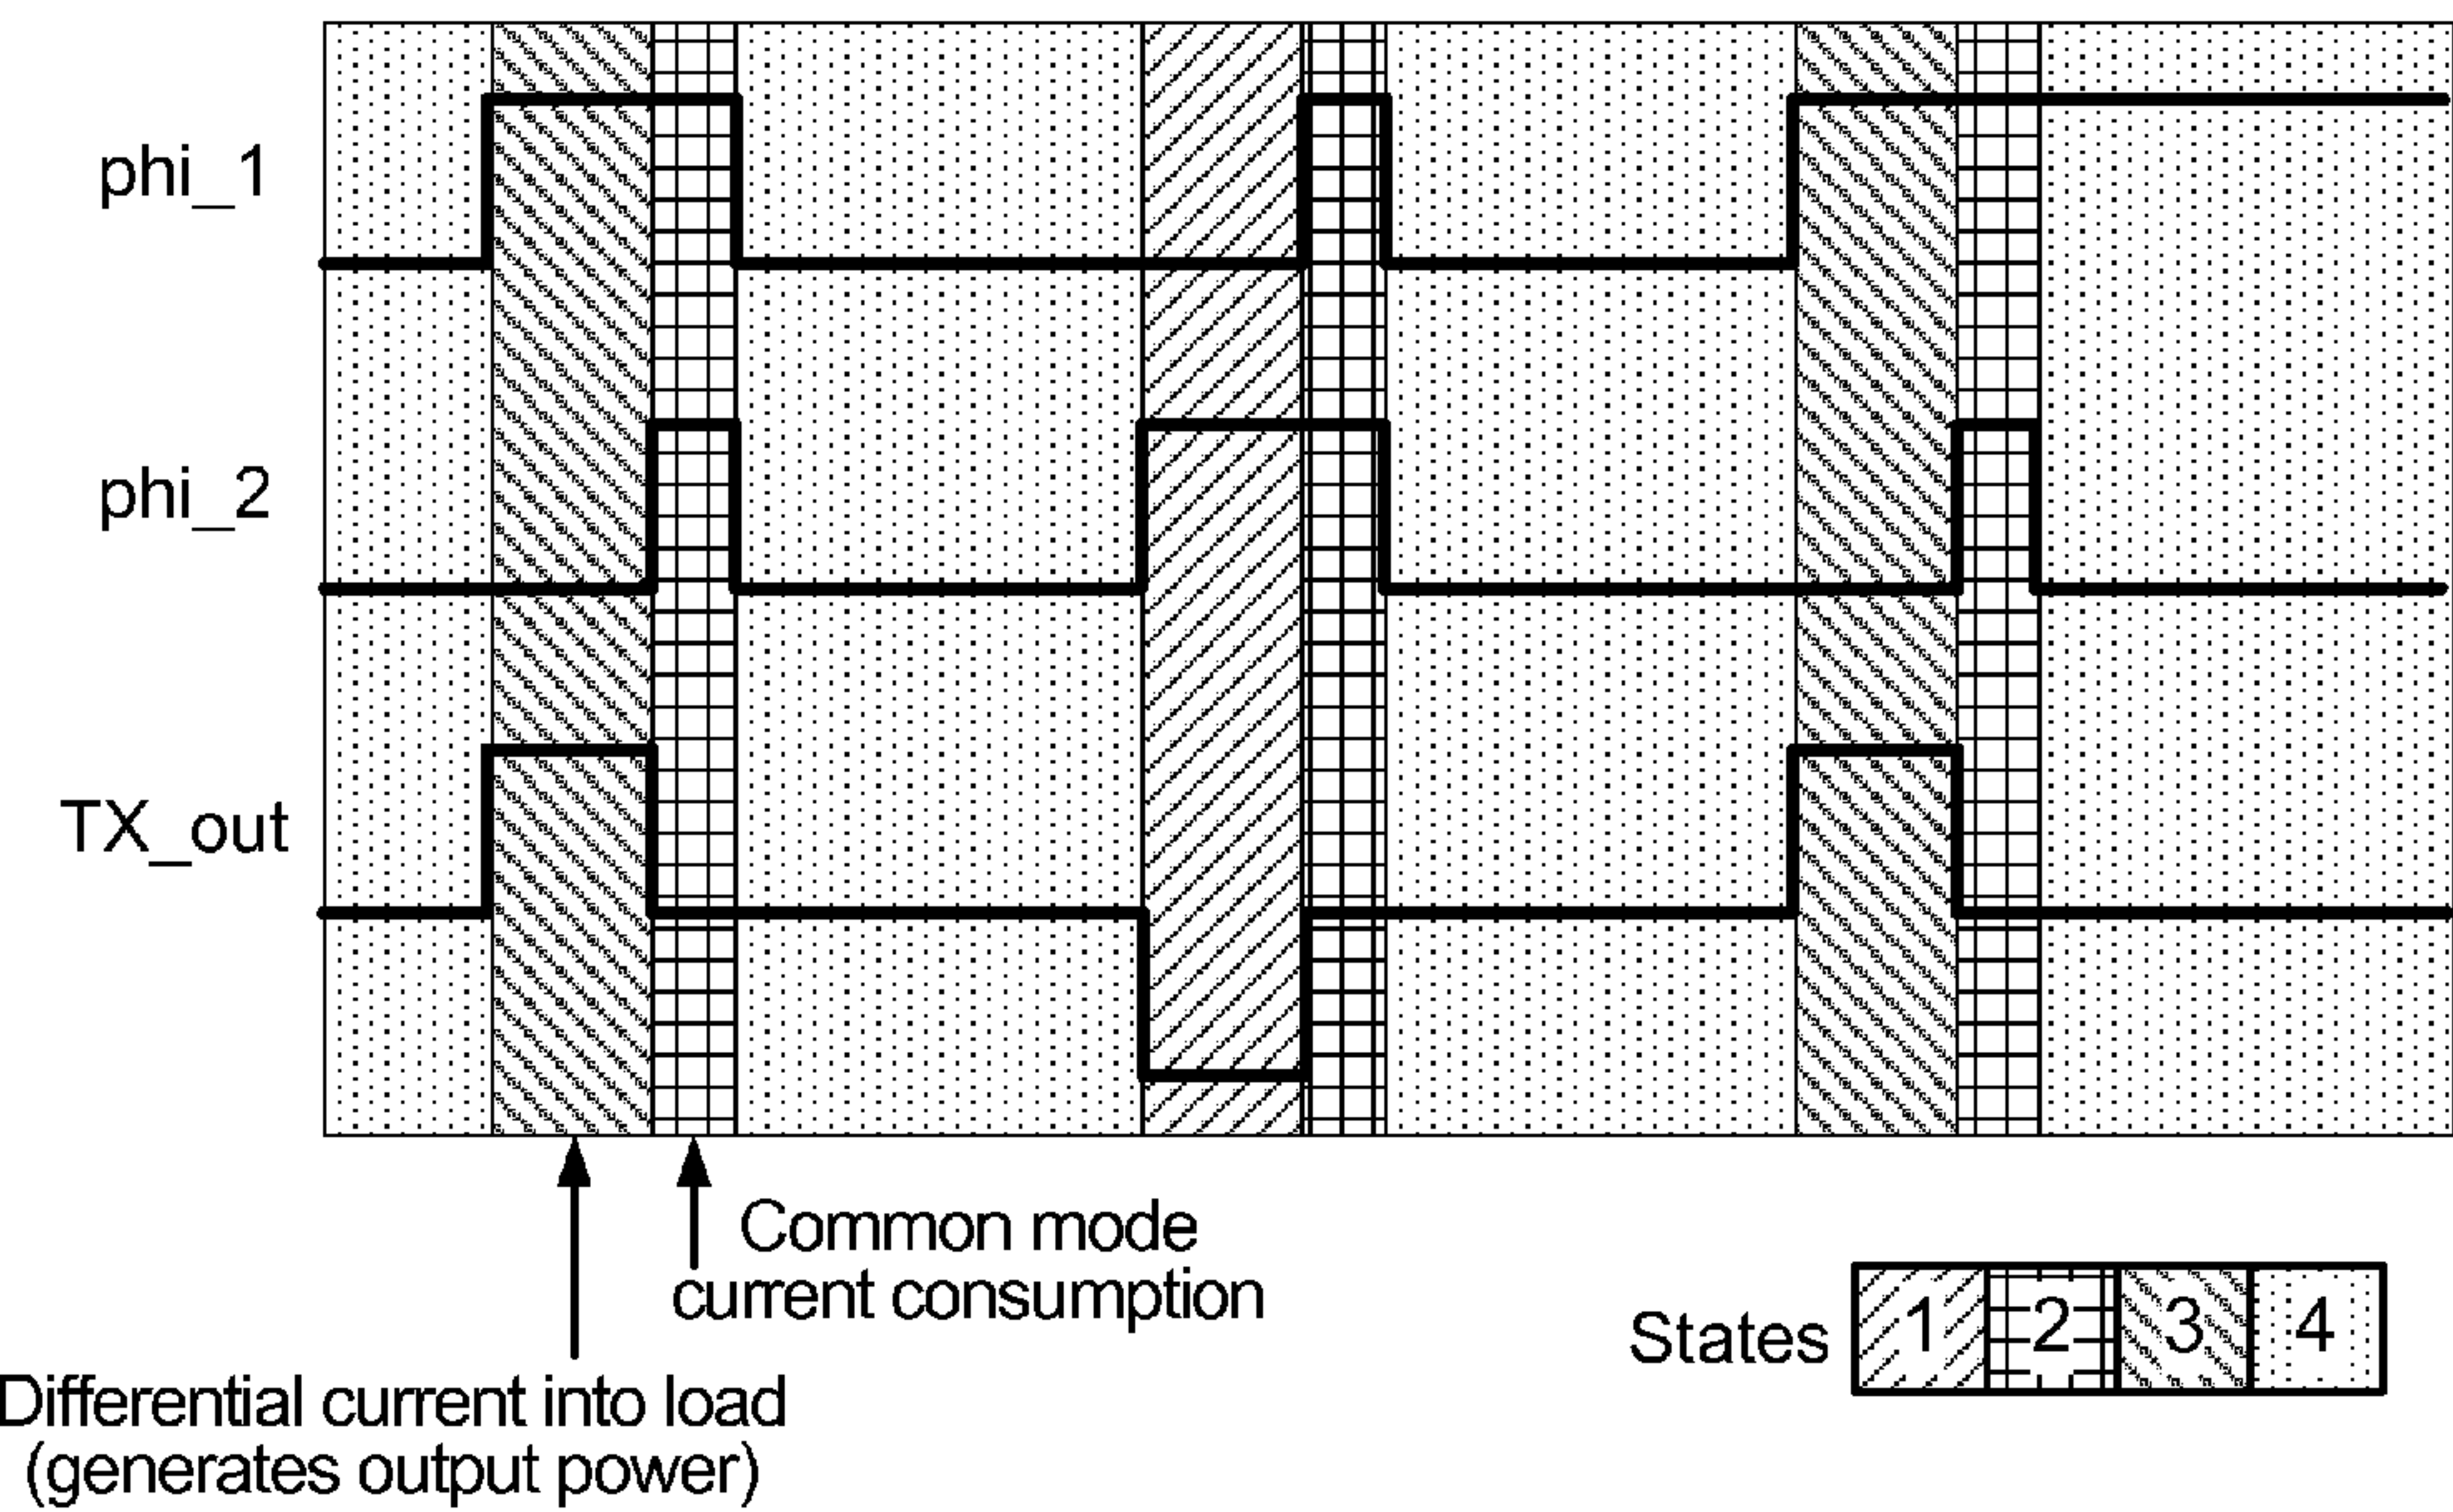 phi_1
phi_2
TX_out
Common mode
current consumption
Differential current into load
(generates output power)
States 1 2 3 4